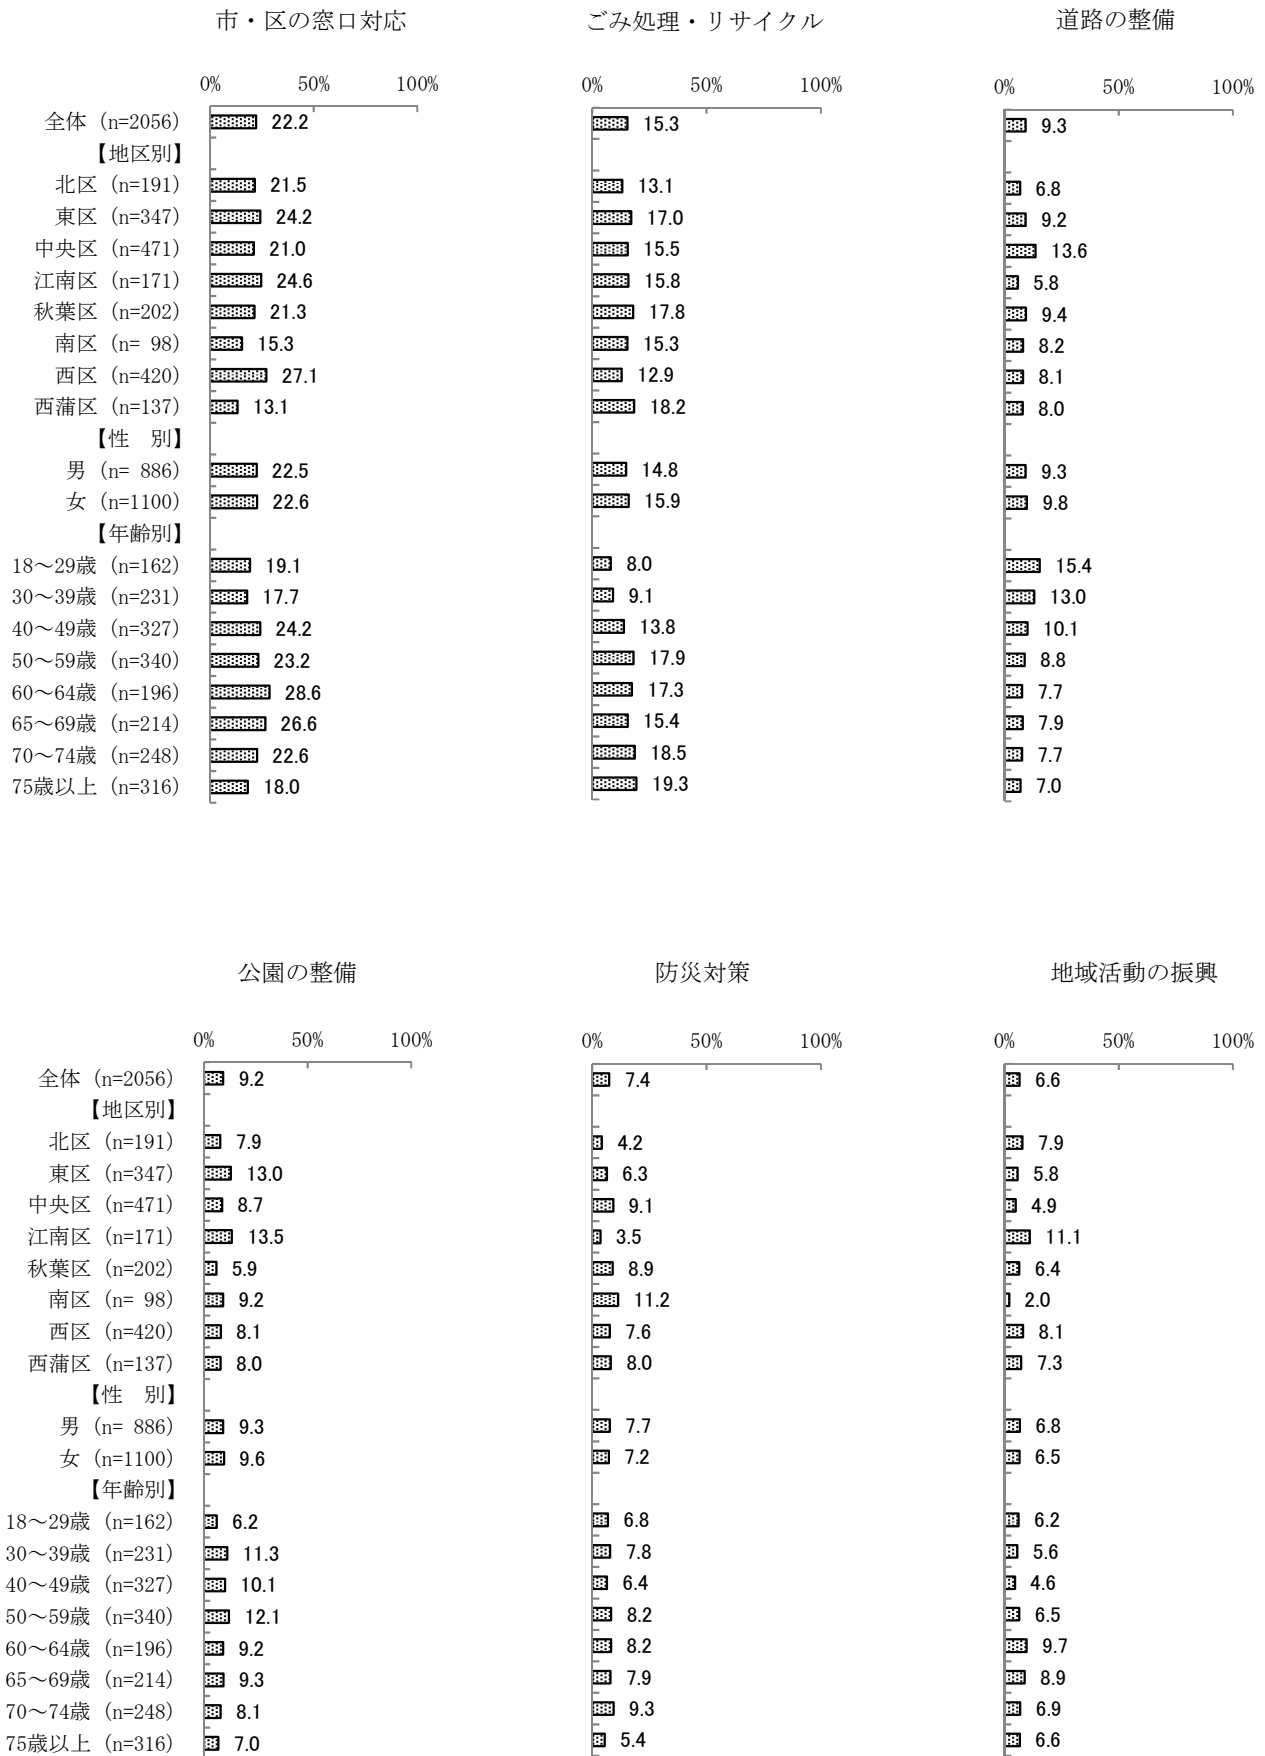 市・区の窓口対応 ごみ処理・リサイクル 道路の整備
0% 50% 100% 0% 50% 100% 0% 50% 100%
全体 (n=2056) 22.2 15.3 9.3
【地区別】
北区 (n=191) 21.5 13.1 6.8
東区 (n=347) 24.2 17.0 9.2
中央区 (n=471) 21.0 15.5 13.6
江南区 (n=171) 24.6 15.8 5.8
秋葉区 (n=202) 21.3 17.8 9.4
南区 (n= 98) 15.3 15.3 8.2
西区 (n=420) 27.1 12.9 8.1
西蒲区 (n=137) 13.1 18.2 8.0
【性　別】
男 (n= 886) 22.5 14.8 9.3
女 (n=1100) 22.6 15.9 9.8
【年齢別】
18～29歳 (n=162) 19.1 8.0 15.4
30～39歳 (n=231) 17.7 9.1 13.0
40～49歳 (n=327) 24.2 13.8 10.1
50～59歳 (n=340) 23.2 17.9 8.8
60～64歳 (n=196) 28.6 17.3 7.7
65～69歳 (n=214) 26.6 15.4 7.9
70～74歳 (n=248) 22.6 18.5 7.7
75歳以上 (n=316) 18.0 19.3 7.0
公園の整備 防災対策 地域活動の振興
0% 50% 100% 0% 50% 100% 0% 50% 100%
全体 (n=2056) 9.2 7.4 6.6
【地区別】
北区 (n=191) 7.9 4.2 7.9
東区 (n=347) 13.0 6.3 5.8
中央区 (n=471) 8.7 9.1 4.9
江南区 (n=171) 13.5 3.5 11.1
秋葉区 (n=202) 5.9 8.9 6.4
南区 (n= 98) 9.2 11.2 2.0
西区 (n=420) 8.1 7.6 8.1
西蒲区 (n=137) 8.0 8.0 7.3
【性　別】
男 (n= 886) 9.3 7.7 6.8
女 (n=1100) 9.6 7.2 6.5
【年齢別】
18～29歳 (n=162) 6.2 6.8 6.2
30～39歳 (n=231) 11.3 7.8 5.6
40～49歳 (n=327) 10.1 6.4 4.6
50～59歳 (n=340) 12.1 8.2 6.5
60～64歳 (n=196) 9.2 8.2 9.7
65～69歳 (n=214) 9.3 7.9 8.9
70～74歳 (n=248) 8.1 9.3 6.9
75歳以上 (n=316) 7.0 5.4 6.6